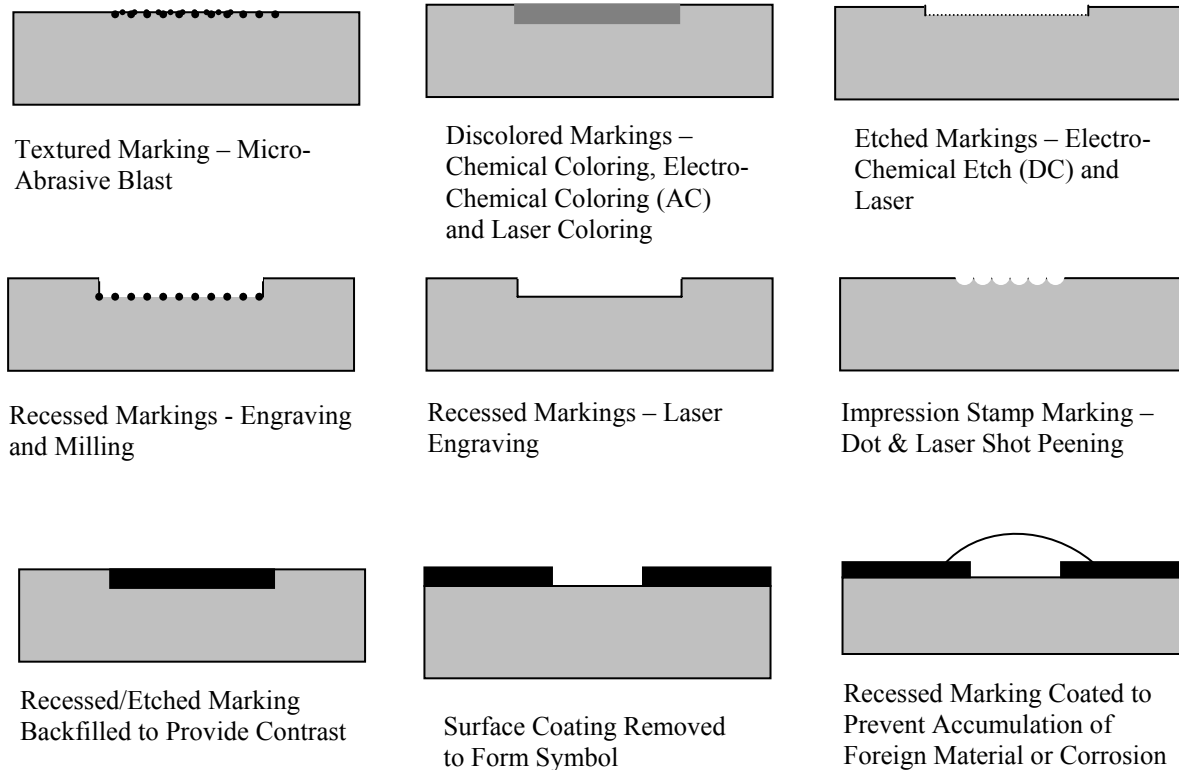 Textured Marking – Micro-
Abrasive Blast
Discolored Markings –
Chemical Coloring, Electro-
Chemical Coloring (AC)
and Laser Coloring
Etched Markings – Electro-
Chemical Etch (DC) and
Laser
Recessed Markings - Engraving
and Milling
Recessed Markings – Laser
Engraving
Impression Stamp Marking –
Dot & Laser Shot Peening
Recessed/Etched Marking
Backfilled to Provide Contrast
Surface Coating Removed
to Form Symbol
Recessed Marking Coated to
Prevent Accumulation of
Foreign Material or Corrosion